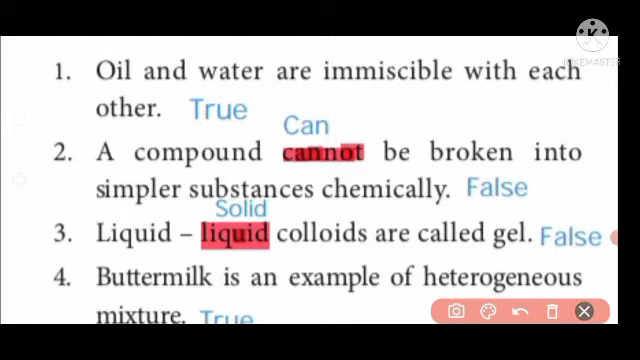 K
KINEMASTER
1. Oil and water are immiscible with each
other. True
Can
2. A compound cannot be broken into
simpler substances chemically. False
Solid
3. Liquid – liquid colloids are called gel. False
4. Buttermilk is an example of heterogeneous
mixture. True